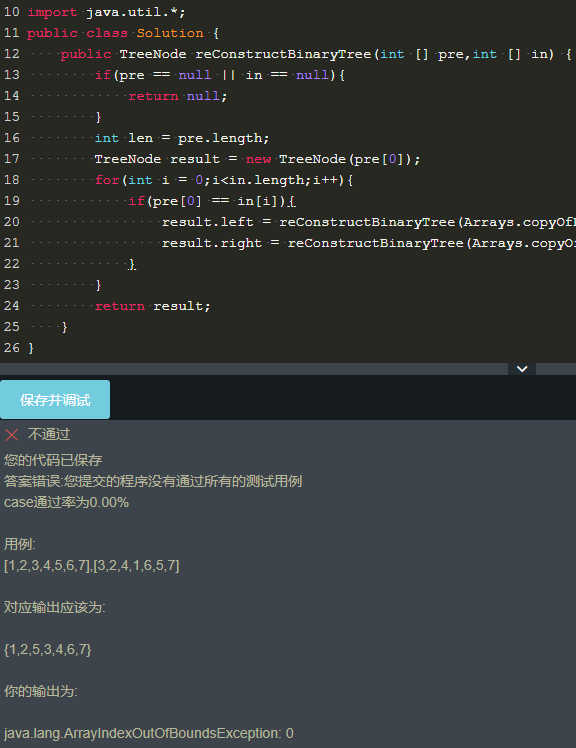 10 import java.util.*;
11 public class Solution {
12 public TreeNode reConstructBinaryTree(int [] pre,int [] in) {
13 if(pre == null || in == null){
14 return null;
15 }
16 int len = pre.length;
17 TreeNode result = new TreeNode(pre[0]);
18 for(int i = 0;i<in.length;i++){
19 if(pre[0] == in[i]){
20 result.left = reConstructBinaryTree(Arrays.copyOf
21 result.right = reConstructBinaryTree(Arrays.copyO
22 }
23 }
24 return result;
25 }
26 }
保存并调试
不通过
您的代码已保存
答案错误:您提交的程序没有通过所有的测试用例
case通过率为0.00%
用例:
[1,2,3,4,5,6,7],[3,2,4,1,6,5,7]
对应输出应该为:
{1,2,5,3,4,6,7}
你的输出为:
java.lang.ArrayIndexOutOfBoundsException: 0